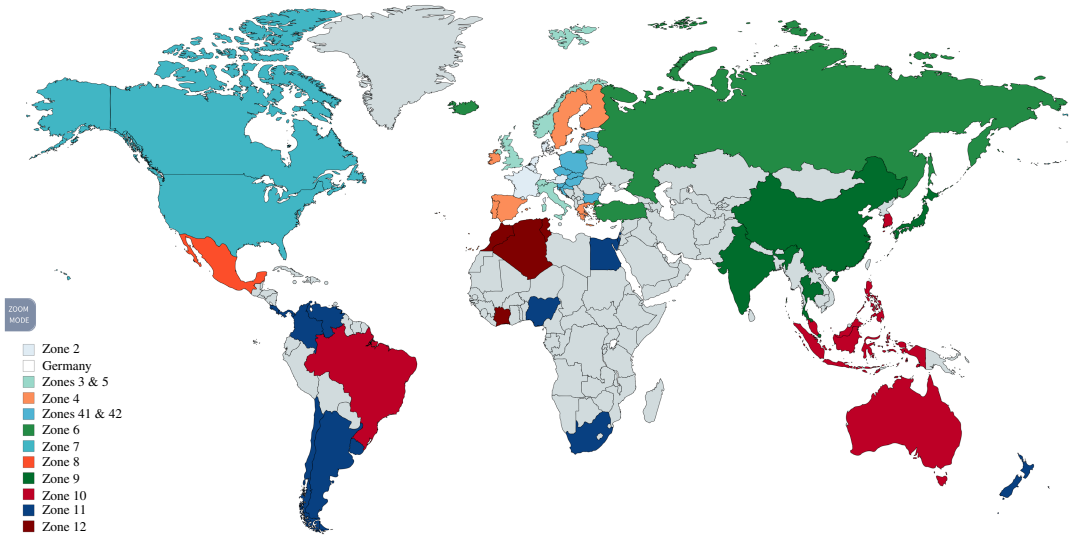 ZOOM
MODE
Zone 2
Germany
Zones 3 & 5
Zone 4
Zones 41 & 42
Zone 6
Zone 7
Zone 8
Zone 9
Zone 10
Zone 11
Zone 12